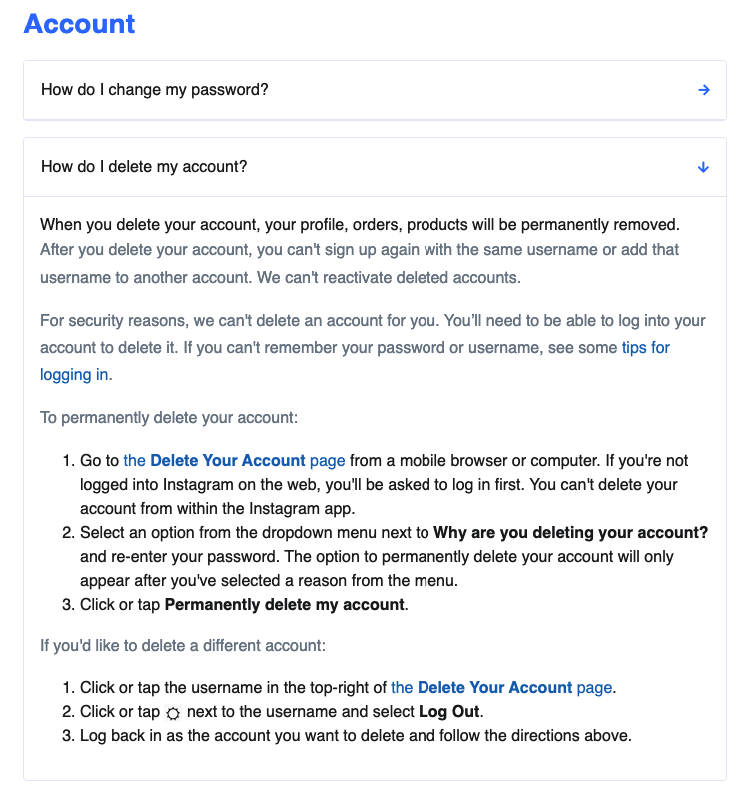 Account
How do I change my password?
How do I delete my account?
When you delete your account, your profile, orders, products will be permanently removed.
After you delete your account, you can't sign up again with the same username or add that
username to another account. We can't reactivate deleted accounts.
For security reasons, we can't delete an account for you. You’ll need to be able to log into your
account to delete it. If you can't remember your password or username, see some tips for
logging in.
To permanently delete your account:
1. Go to the Delete Your Account page from a mobile browser or computer. If you're not
logged into Instagram on the web, you'll be asked to log in first. You can't delete your
account from within the Instagram app.
2. Select an option from the dropdown menu next to Why are you deleting your account?
and re-enter your password. The option to permanently delete your account will only
appear after you've selected a reason from the menu.
3. Click or tap Permanently delete my account.
If you'd like to delete a different account:
1. Click or tap the username in the top-right of the Delete Your Account page.
2. Click or tap next to the username and select Log Out.
3. Log back in as the account you want to delete and follow the directions above.